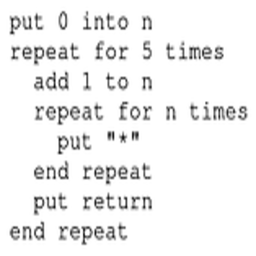 put 0 into n
repeat for 5 times
  add 1 to n
  repeat for n times
    put "*"
  end repeat
  put return
end repeat